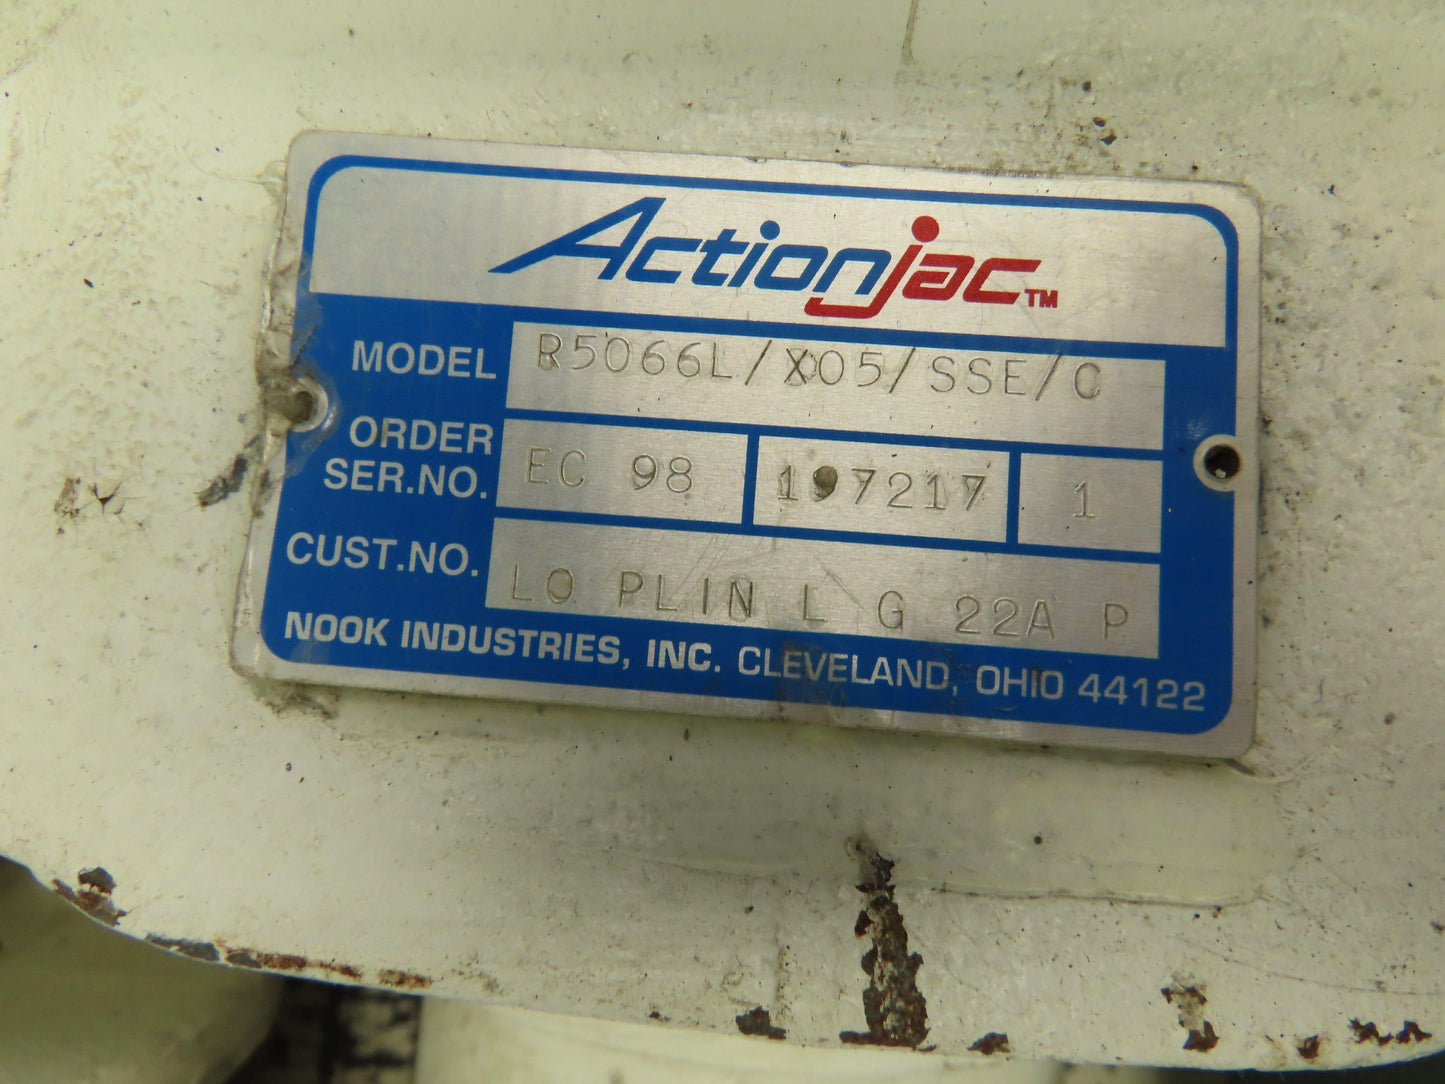 Actionjac™
MODEL R5066L/X05/SSE/C
ORDER SER.NO. EC 98 197217 1
CUST.NO. LO PLIN L G 22A P
NOOK INDUSTRIES, INC. CLEVELAND, OHIO 44122